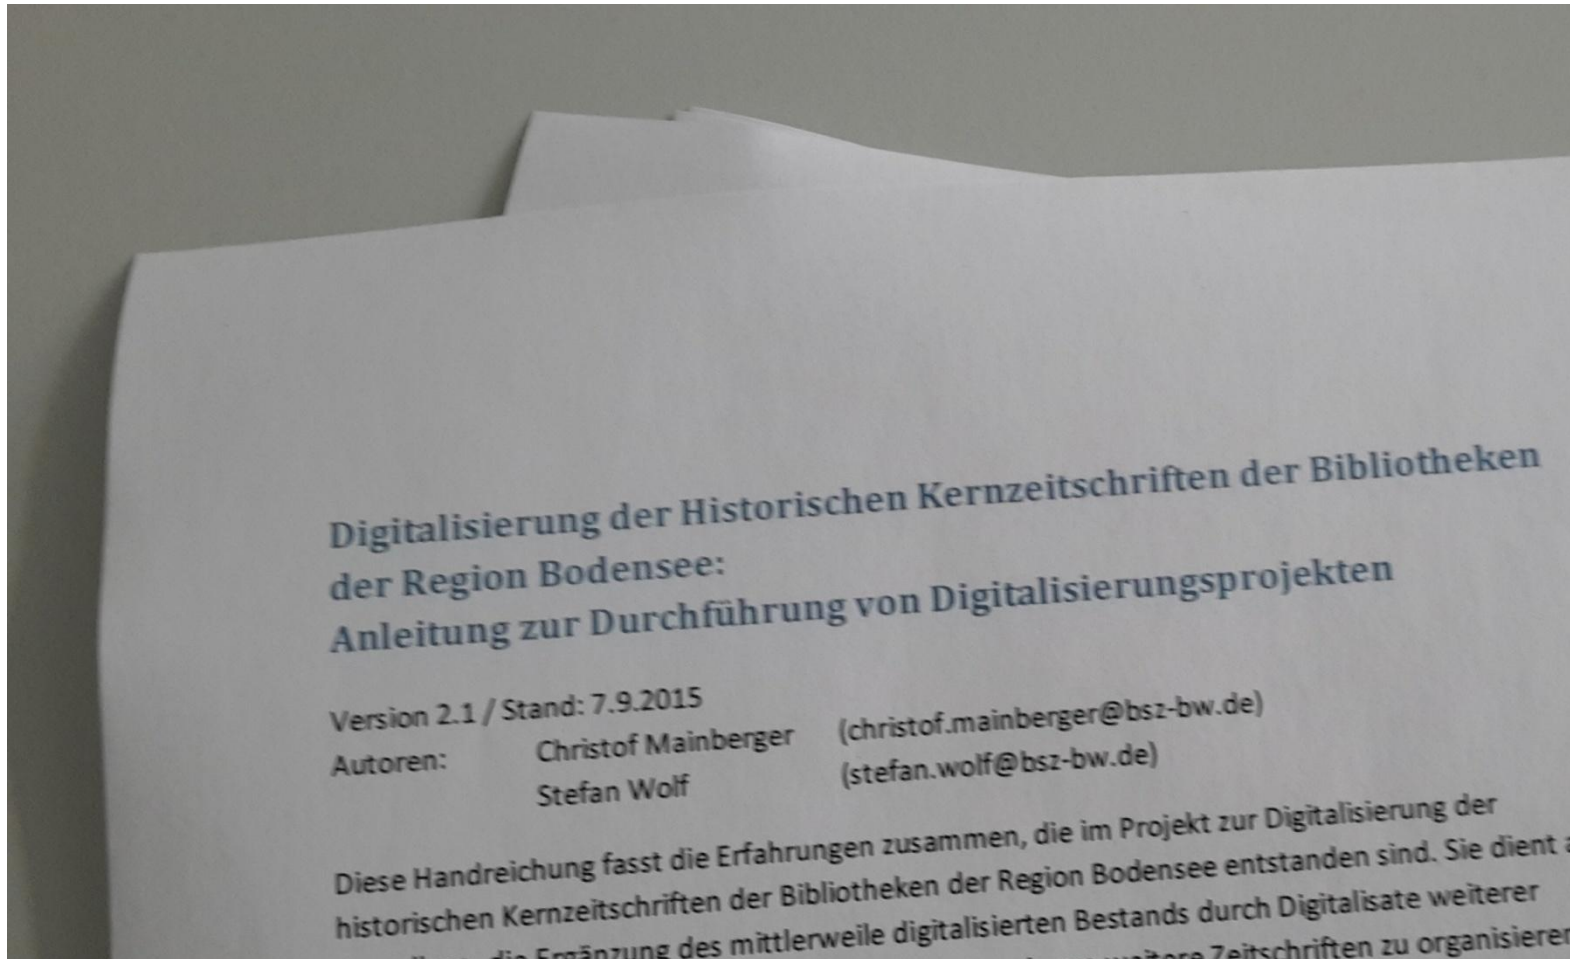 Digitalisierung der Historischen Kernzeitschriften der Bibliotheken
der Region Bodensee:
Anleitung zur Durchführung von Digitalisierungsprojekten
Version 2.1 / Stand: 7.9.2015
Autoren: Christof Mainberger (christof.mainberger@bsz-bw.de)
Stefan Wolf (stefan.wolf@bsz-bw.de)
Diese Handreichung fasst die Erfahrungen zusammen, die im Projekt zur Digitalisierung der
historischen Kernzeitschriften der Bibliotheken der Region Bodensee entstanden sind. Sie dient
die Ergänzung des mittlerweile digitalisierten Bestands durch Digitalisate weiterer
weitere Zeitschriften zu organisieren